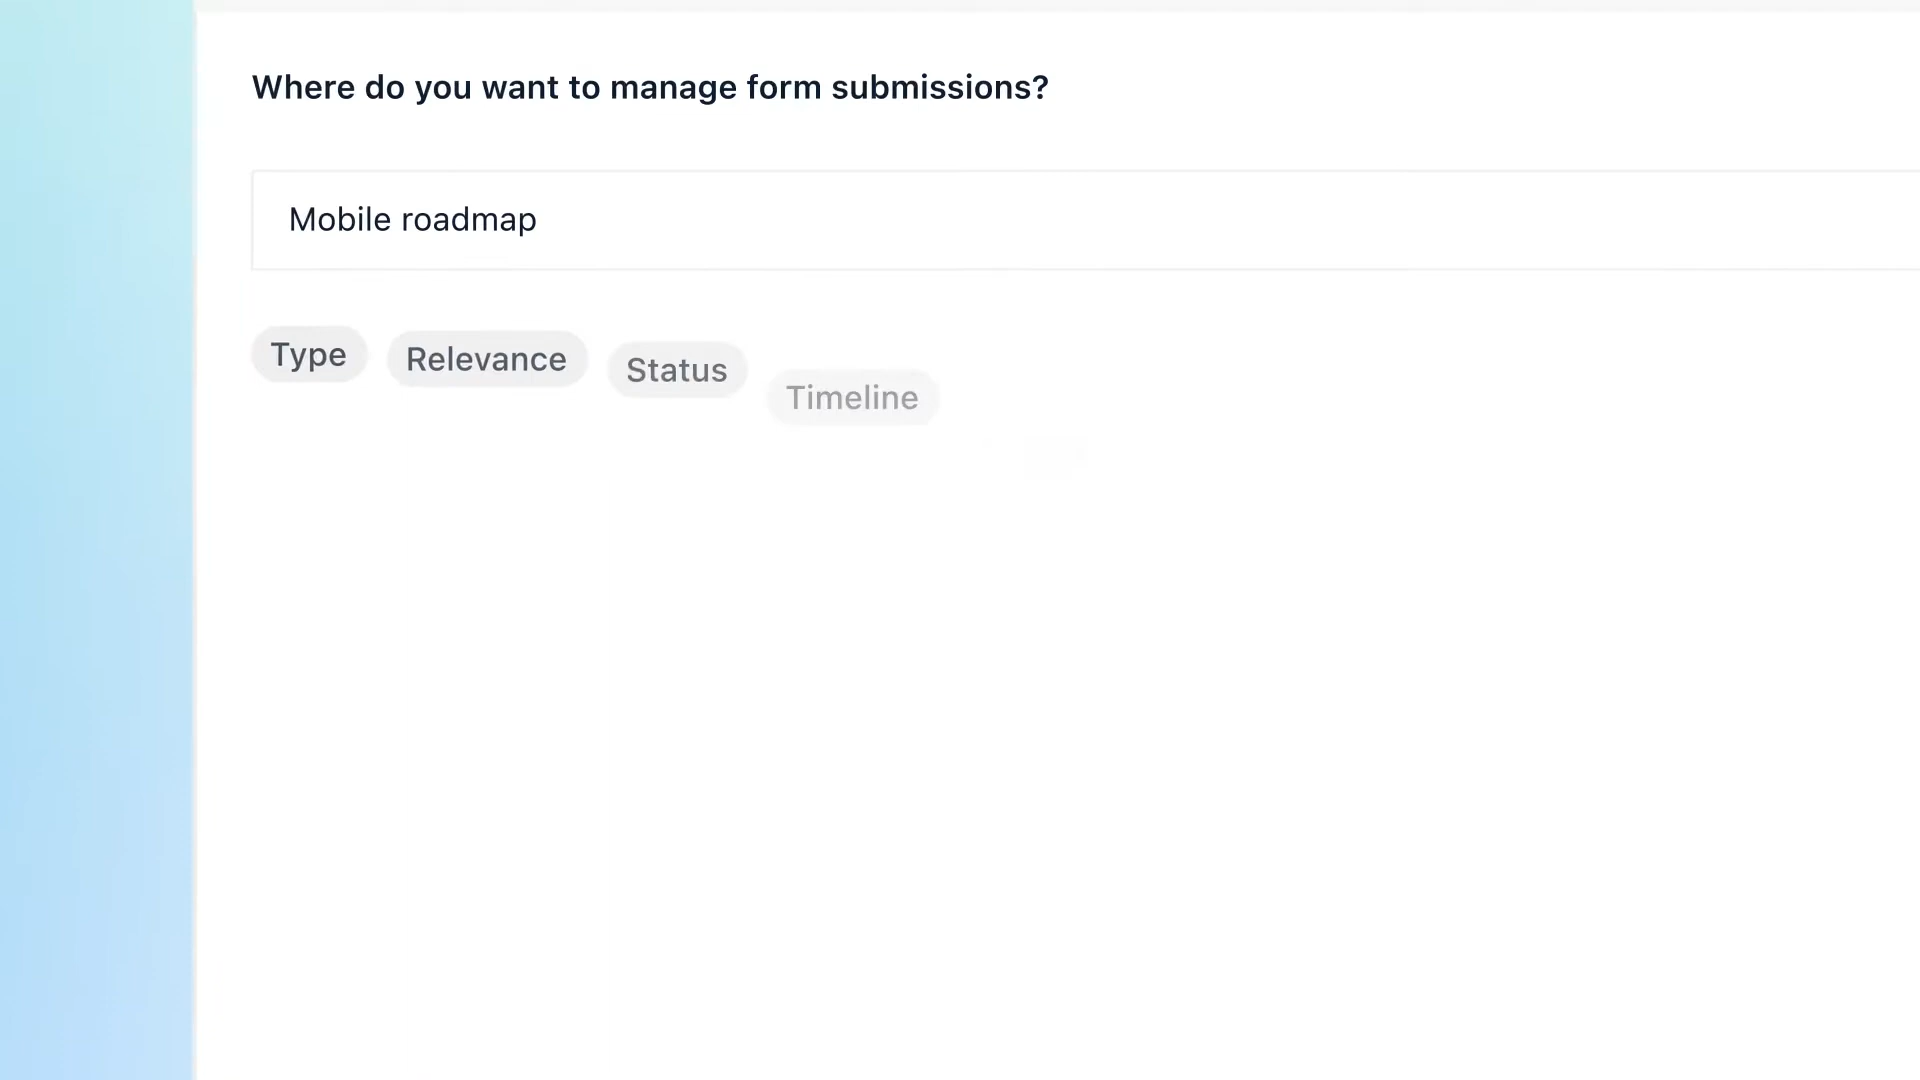 Where do you want to manage form submissions?
Mobile roadmap
Type Relevance Status Timeline